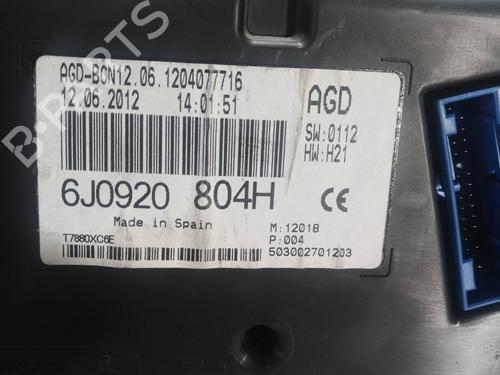 AGD-BON12.06.1204077716
12.06.2012 14:01:51
AGD
SW:0112
HW:H21
6J0920 804H
CE
Made in Spain
T7880XC6E
M:12018
P:004
503002701203
B-PARTS